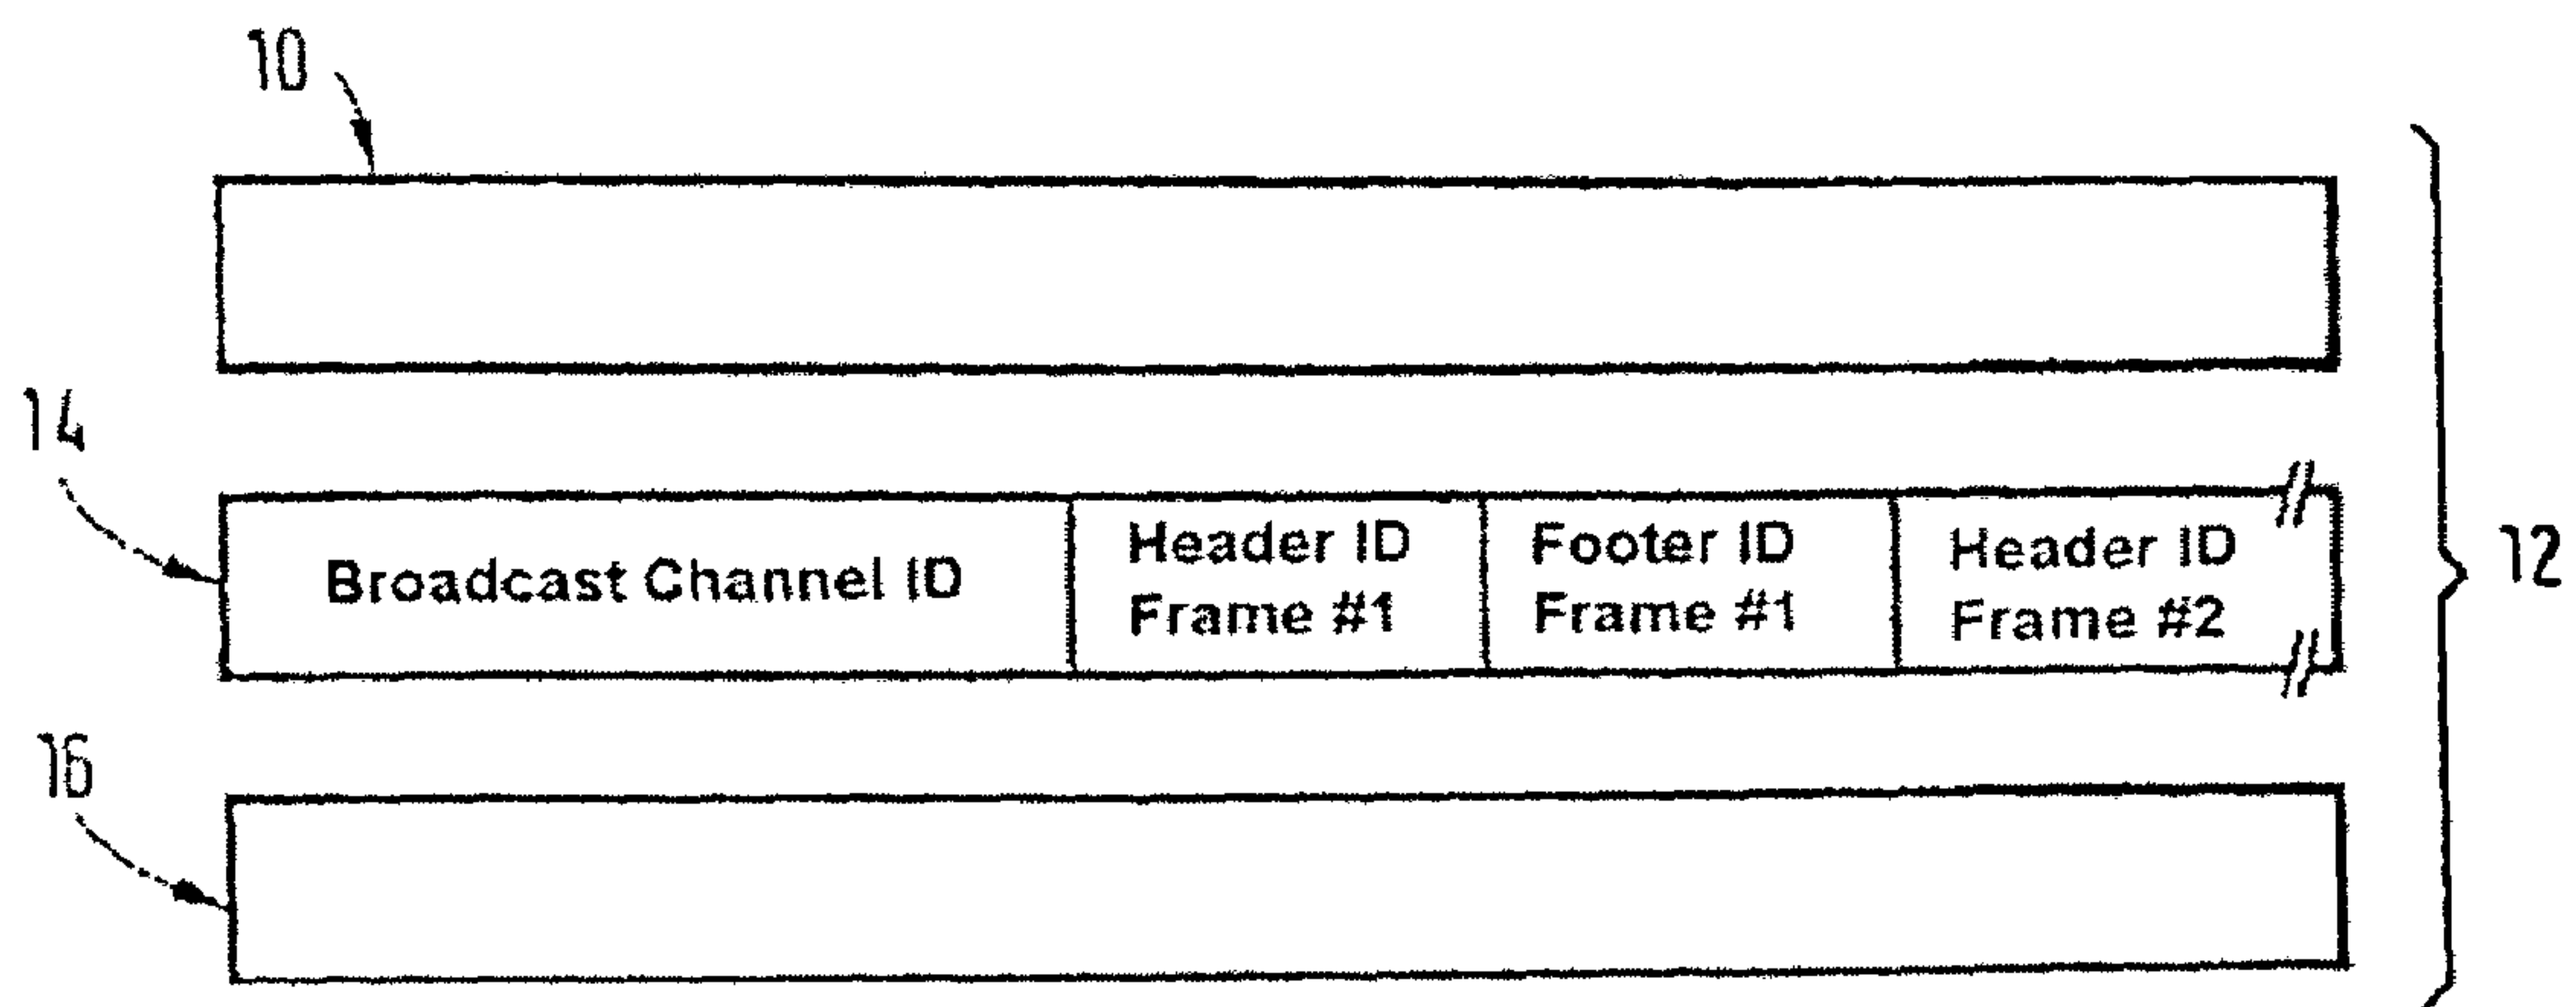 10
14
Broadcast Channel ID
Header ID
Frame #1
Footer ID
Frame #1
Header ID
Frame #2
12
16